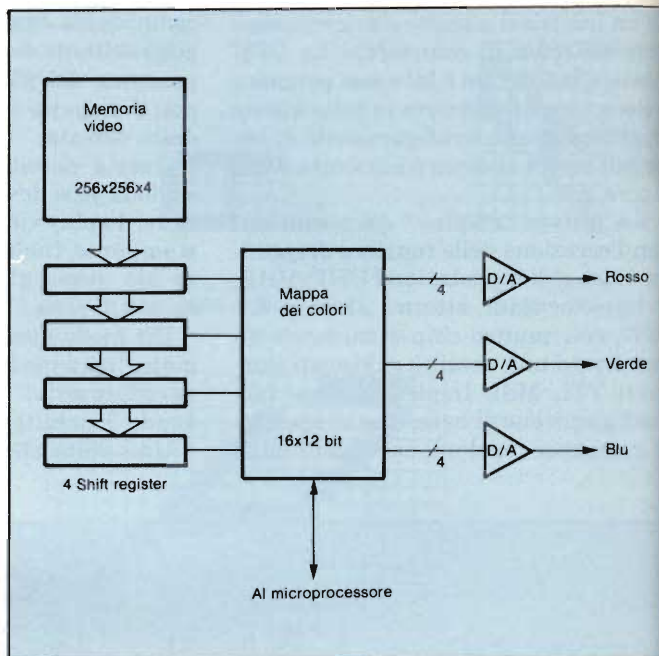 Memoria
video
256x256x4
4 Shift register
Mappa
dei colori
16x12 bit
Al microprocessore
4
D/A
Rosso
4
D/A
Verde
4
D/A
Blu